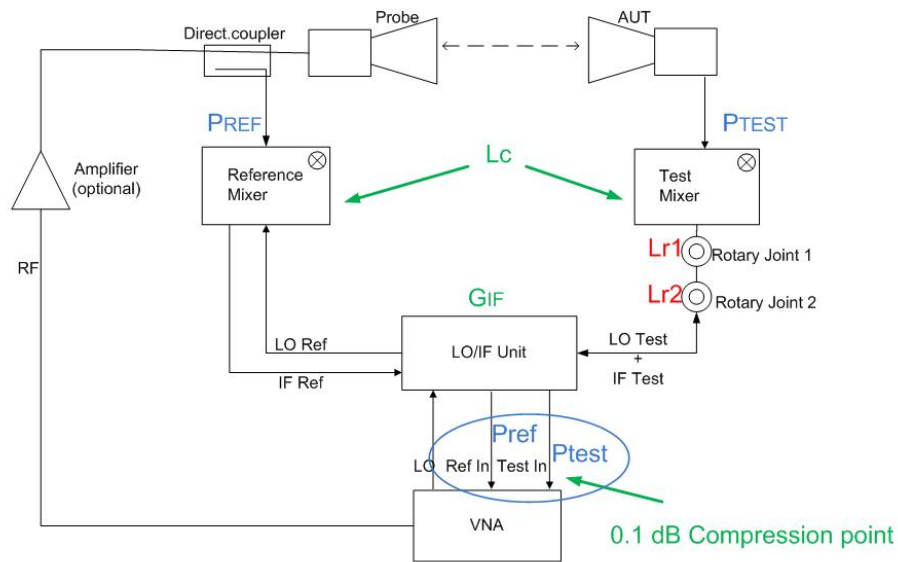 Probe
AUT
Direct.coupler
PREF
PTEST
Amplifier
(optional)
Reference
Mixer
Lc
Test
Mixer
RF
Lr1
Rotary Joint 1
Lr2
Rotary Joint 2
GIF
LO Ref
IF Ref
LO/IF Unit
LO Test
+
IF Test
Pref
Ptest
LO
Ref In
Test In
VNA
0.1 dB Compression point